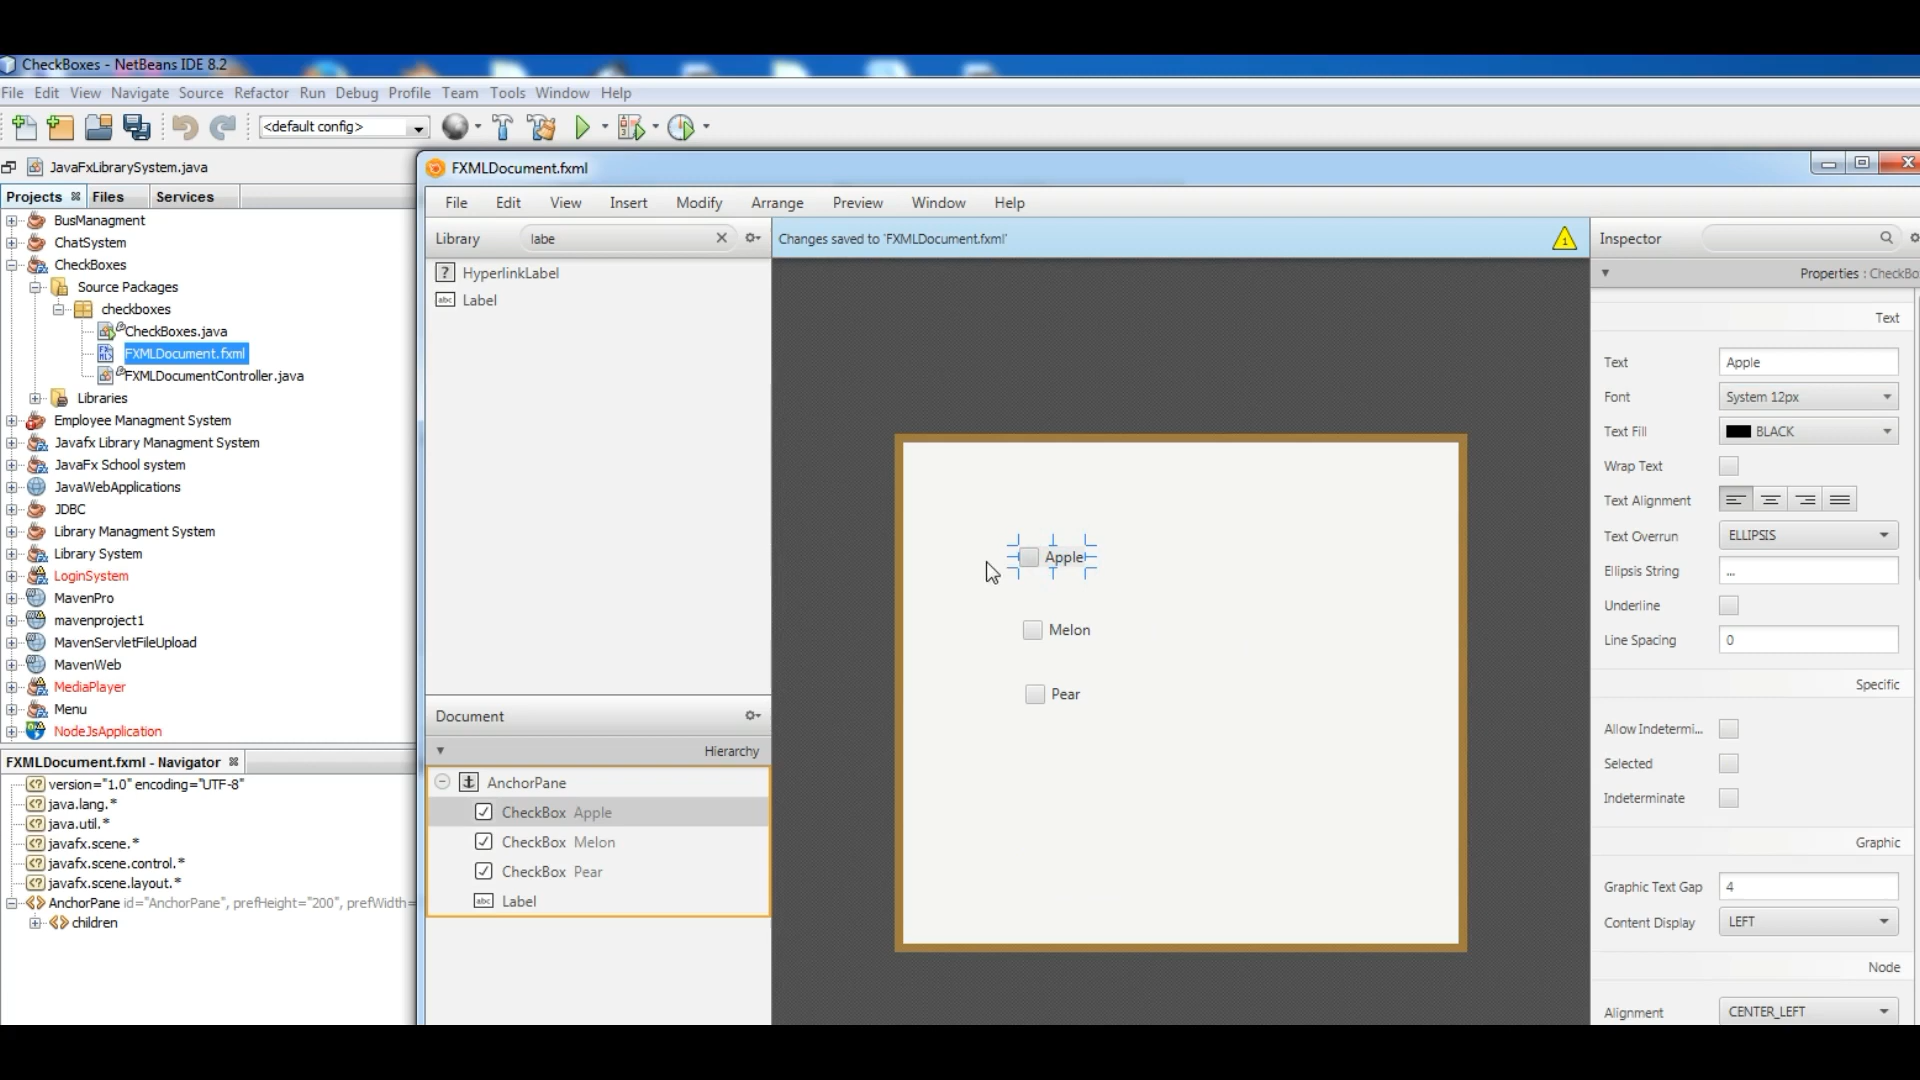 CheckBoxes - NetBeans IDE 8.2
File Edit View Navigate Source Refactor Run Debug Profile Team Tools Window Help
<default config>
JavaFxLibrarySystem.java
Projects Files Services
BusManagment
ChatSystem
CheckBoxes
Source Packages
checkboxes
CheckBoxes.java
FXMLDocument.fxml
FXMLDocumentController.java
Libraries
Employee Managment System
Javafx Library Managment System
JavaFx School system
JavaWebApplications
JDBC
Library Managment System
Library System
LoginSystem
MavenPro
mavenproject1
MavenServletFileUpload
MavenWeb
MediaPlayer
Menu
NodeJsApplication
FXMLDocument.fxml - Navigator
version="1.0" encoding="UTF-8"
java.lang.*
java.util.*
javafx.scene.*
javafx.scene.control.*
javafx.scene.layout.*
AnchorPane id="AnchorPane", prefHeight="200", prefWidth=
children
FXMLDocument.fxml
File Edit View Insert Modify Arrange Preview Window Help
Library labe
HyperlinkLabel
abc Label
Document
Hierarchy
AnchorPane
CheckBox Apple
CheckBox Melon
CheckBox Pear
abc Label
Changes saved to 'FXMLDocument.fxml'
1
Apple
Melon
Pear
Inspector
Properties : CheckBo
Text
Text Apple
Font System 12px
Text Fill BLACK
Wrap Text
Text Alignment
Text Overrun ELLIPSIS
Ellipsis String ...
Underline
Line Spacing 0
Specific
Allow Indetermi...
Selected
Indeterminate
Graphic
Graphic Text Gap 4
Content Display LEFT
Node
Alignment CENTER_LEFT